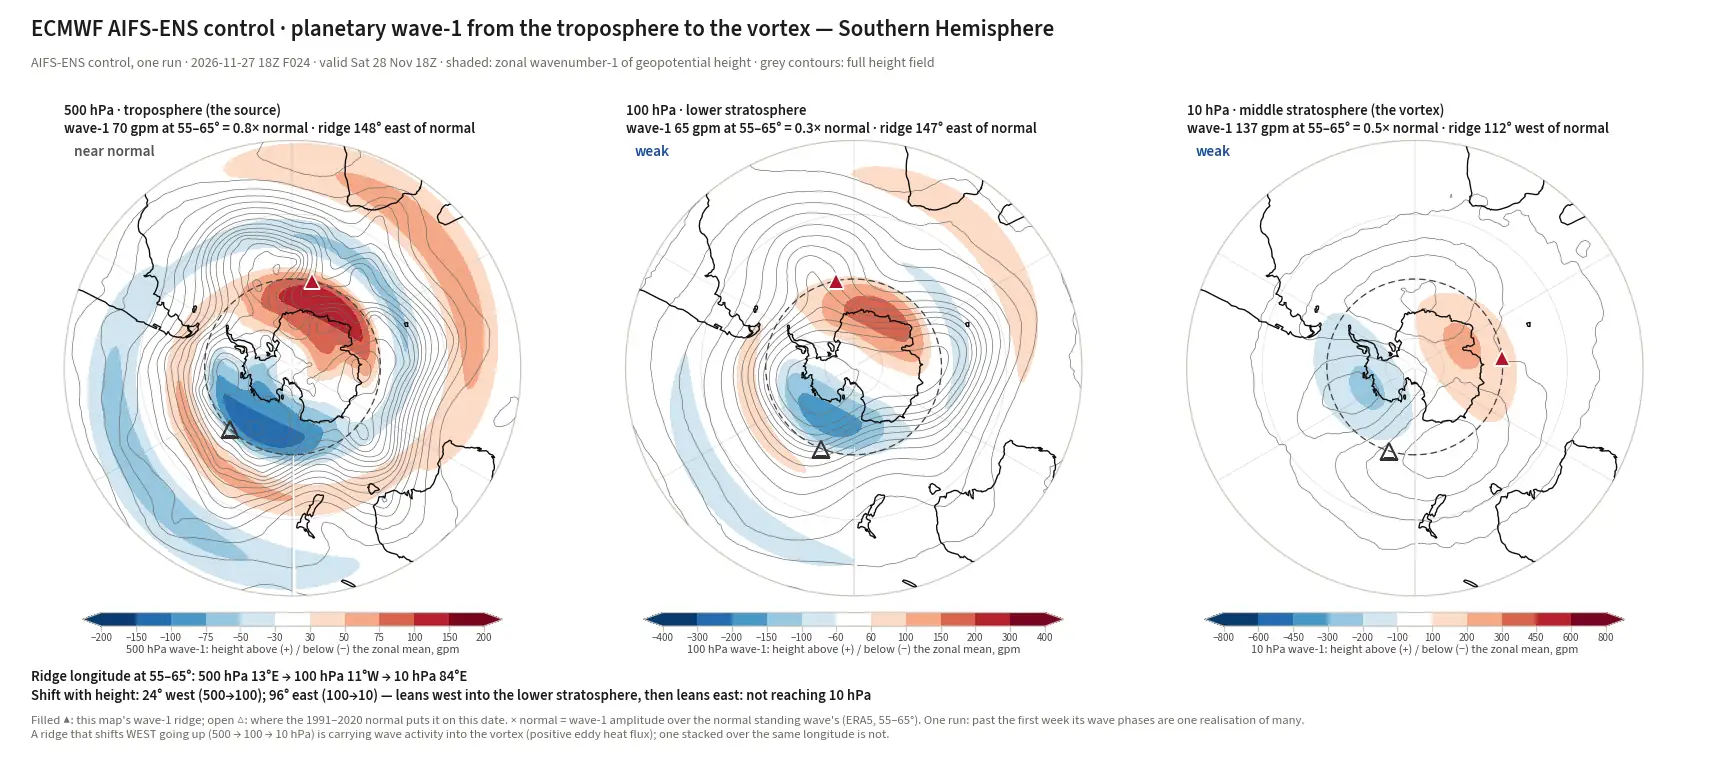 ECMWF AIFS-ENS control · planetary wave-1 from the troposphere to the vortex — Southern Hemisphere
AIFS-ENS control, one run · 2026-11-27 18Z F024 · valid Sat 28 Nov 18Z · shaded: zonal wavenumber-1 of geopotential height · grey contours: full height field
500 hPa · troposphere (the source)
wave-1 70 gpm at 55–65° = 0.8× normal · ridge 148° east of normal
near normal
100 hPa · lower stratosphere
wave-1 65 gpm at 55–65° = 0.3× normal · ridge 147° east of normal
weak
10 hPa · middle stratosphere (the vortex)
wave-1 137 gpm at 55–65° = 0.5× normal · ridge 112° west of normal
weak
−200 −150 −100 −75 −50 −30 30 50 75 100 150 200
500 hPa wave-1: height above (+) / below (−) the zonal mean, gpm
−400 −300 −200 −150 −100 −60 60 100 150 200 300 400
100 hPa wave-1: height above (+) / below (−) the zonal mean, gpm
−800 −600 −450 −300 −200 −100 100 200 300 450 600 800
10 hPa wave-1: height above (+) / below (−) the zonal mean, gpm
Ridge longitude at 55–65°: 500 hPa 13°E → 100 hPa 11°W → 10 hPa 84°E
Shift with height: 24° west (500→100); 96° east (100→10) — leans west into the lower stratosphere, then leans east: not reaching 10 hPa
Filled ▲: this map's wave-1 ridge; open △: where the 1991–2020 normal puts it on this date. × normal = wave-1 amplitude over the normal standing wave's (ERA5, 55–65°). One run: past the first week its wave phases are one realisation of many.
A ridge that shifts WEST going up (500 → 100 → 10 hPa) is carrying wave activity into the vortex (positive eddy heat flux); one stacked over the same longitude is not.